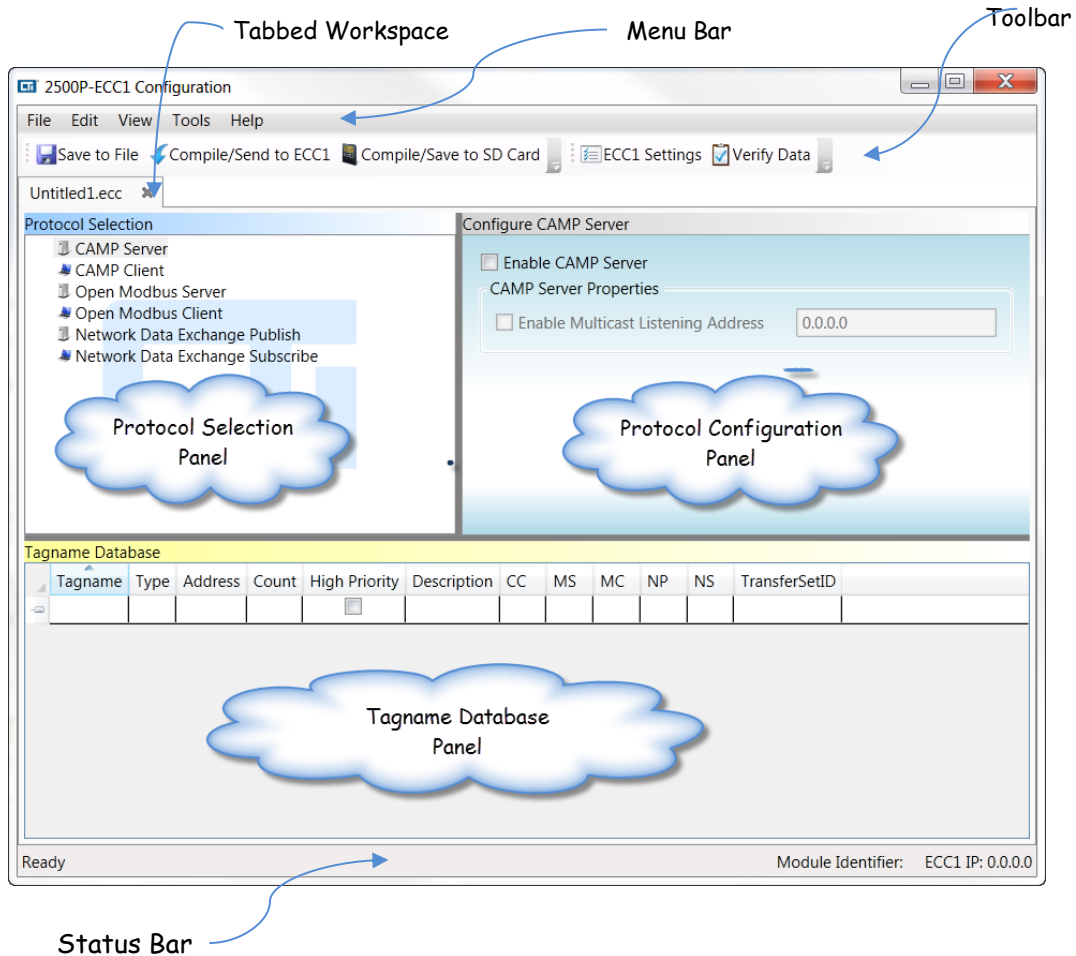 Tabbed Workspace
Menu Bar
Toolbar
CTI 2500P-ECC1 Configuration
File Edit View Tools Help
Save to File Compile/Send to ECC1 Compile/Save to SD Card ECC1 Settings Verify Data
Untitled1.ecc
Protocol Selection
CAMP Server
CAMP Client
Open Modbus Server
Open Modbus Client
Network Data Exchange Publish
Network Data Exchange Subscribe
Protocol Selection
Panel
Configure CAMP Server
Enable CAMP Server
CAMP Server Properties
Enable Multicast Listening Address 0.0.0.0
Protocol Configuration
Panel
Tagname Database
Tagname Type Address Count High Priority Description CC MS MC NP NS TransferSetID
Tagname Database
Panel
Ready Module Identifier: ECC1 IP: 0.0.0.0
Status Bar